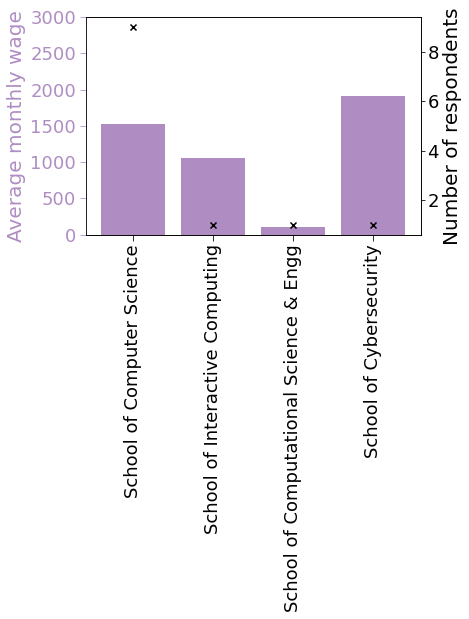 Average monthly wage
3000
2500
2000
1500
1000
500
0
Number of respondents
8
6
4
2
School of Computer Science
School of Interactive Computing
School of Computational Science & Engg
School of Cybersecurity